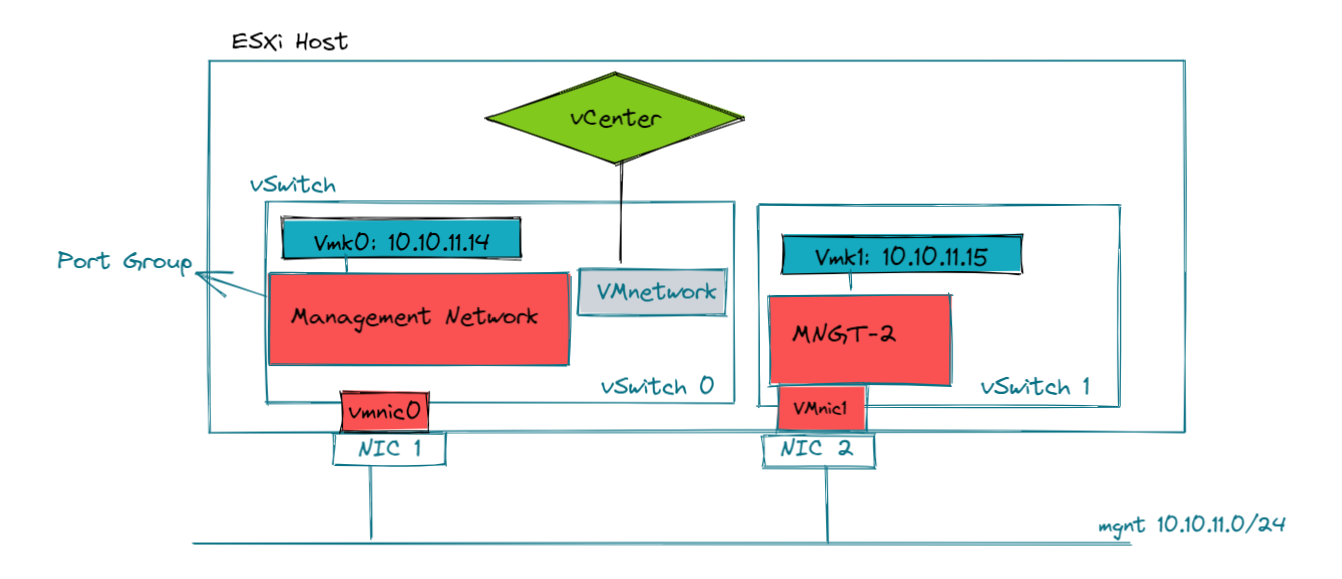 ESXi Host
vCenter
vSwitch
Vmk0: 10.10.11.14
Vmk1: 10.10.11.15
Port Group
VMnetwork
Management Network
MNGT-2
vSwitch 0
vSwitch 1
vmnic0
VMnic1
NIC 1
NIC 2
mgnt 10.10.11.0/24